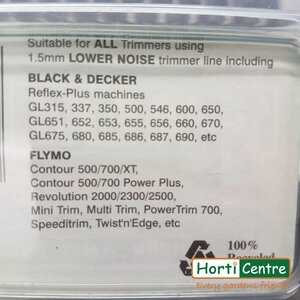 Suitable for ALL Trimmers using
1.5mm LOWER NOISE trimmer line including
BLACK & DECKER
Reflex-Plus machines
GL315, 337, 350, 500, 546, 600, 650,
GL651, 652, 653, 655, 656, 660, 670,
GL675, 680, 685, 686, 687, 690, etc
FLYMO
Contour 500/700/XT,
Contour 500/700 Power Plus,
Revolution 2000/2300/2500,
Mini Trim, Multi Trim, PowerTrim 700,
Speeditrim, Twist'n'Edge, etc
100%
Recycled
Horti Centre
Every gardens friend